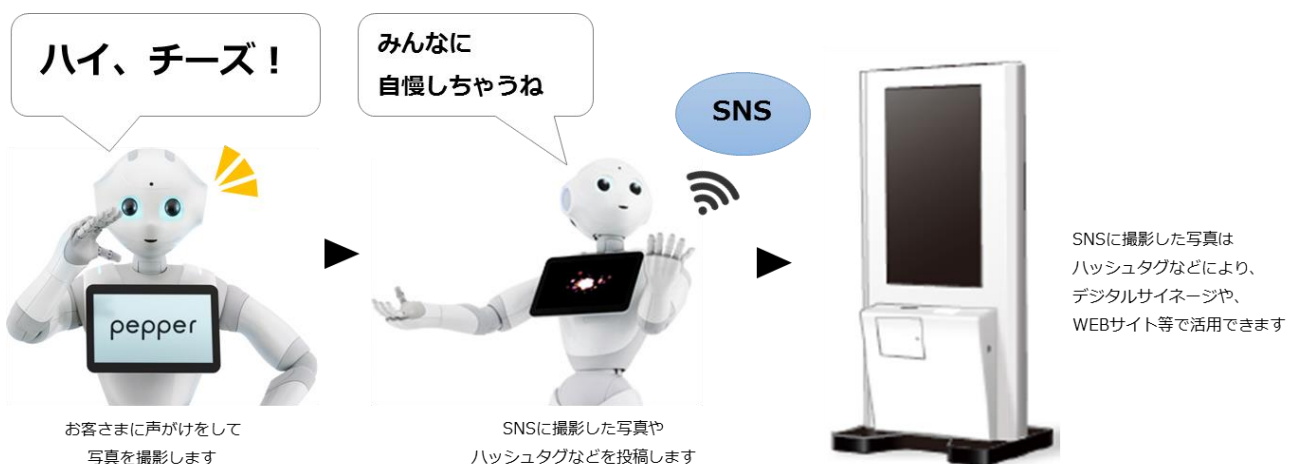 ハイ、チーズ！
みんなに
自慢しちゃうね
SNS
pepper
お客さまに声がけをして
写真を撮影します
SNSに撮影した写真や
ハッシュタグなどを投稿します
SNSに撮影した写真は
ハッシュタグなどにより、
デジタルサイネージや、
WEBサイト等で活用できます